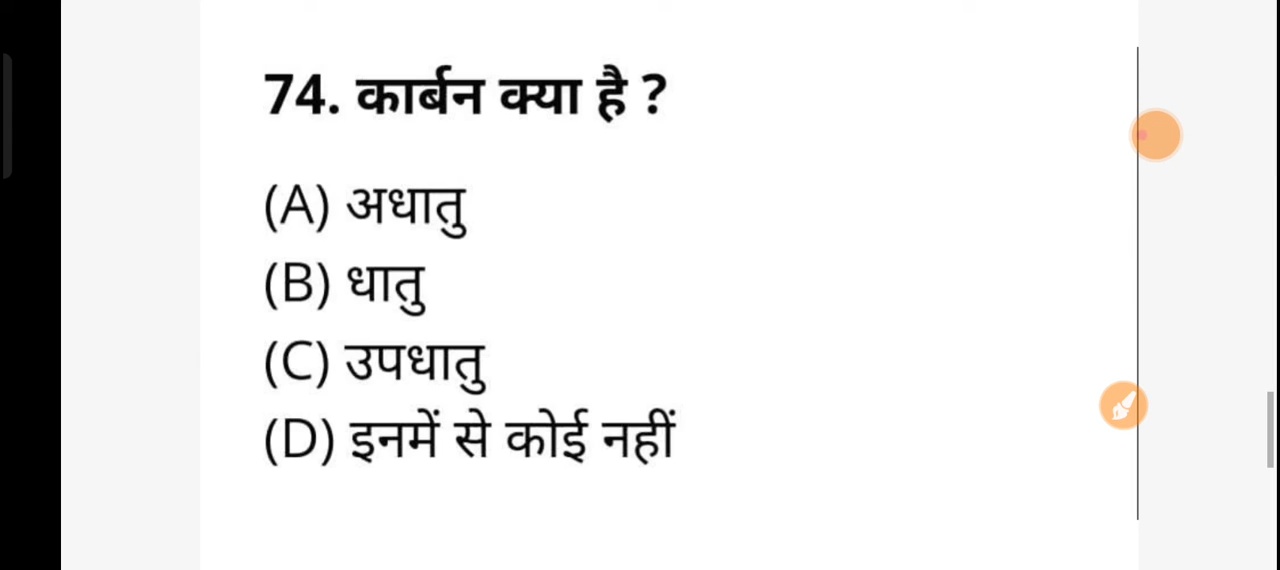 74. कार्बन क्या है ?
(A) अधातु
(B) धातु
(C) उपधातु
(D) इनमें से कोई नहीं